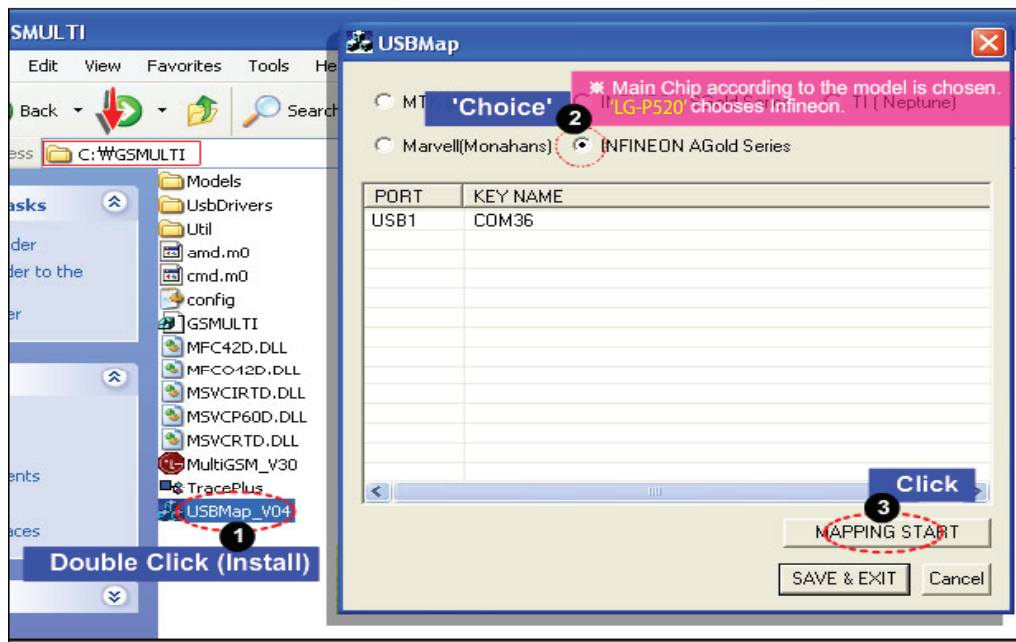 SMULTI
Edit View Favorites Tools He
Back Search
ess C:₩GSMULTI
asks
der
der to the
er
ents
aces
Models
UsbDrivers
Util
amd.m0
cmd.m0
config
GSMULTI
MFC42D.DLL
MFCO42D.DLL
MSVCIRTD.DLL
MSVCP60D.DLL
MSVCRTD.DLL
MultiGSM_V30
TracePlus
USBMap_V04
1
Double Click (Install)
USBMap
※ Main Chip according to the model is chosen.
'LG-P520' chooses Infineon.
MT
'Choice'
2
TI ( Neptune)
Marvell(Monahans) INFINEON AGold Series
PORT KEY NAME
USB1 COM36
Click
3
MAPPING START
SAVE & EXIT Cancel